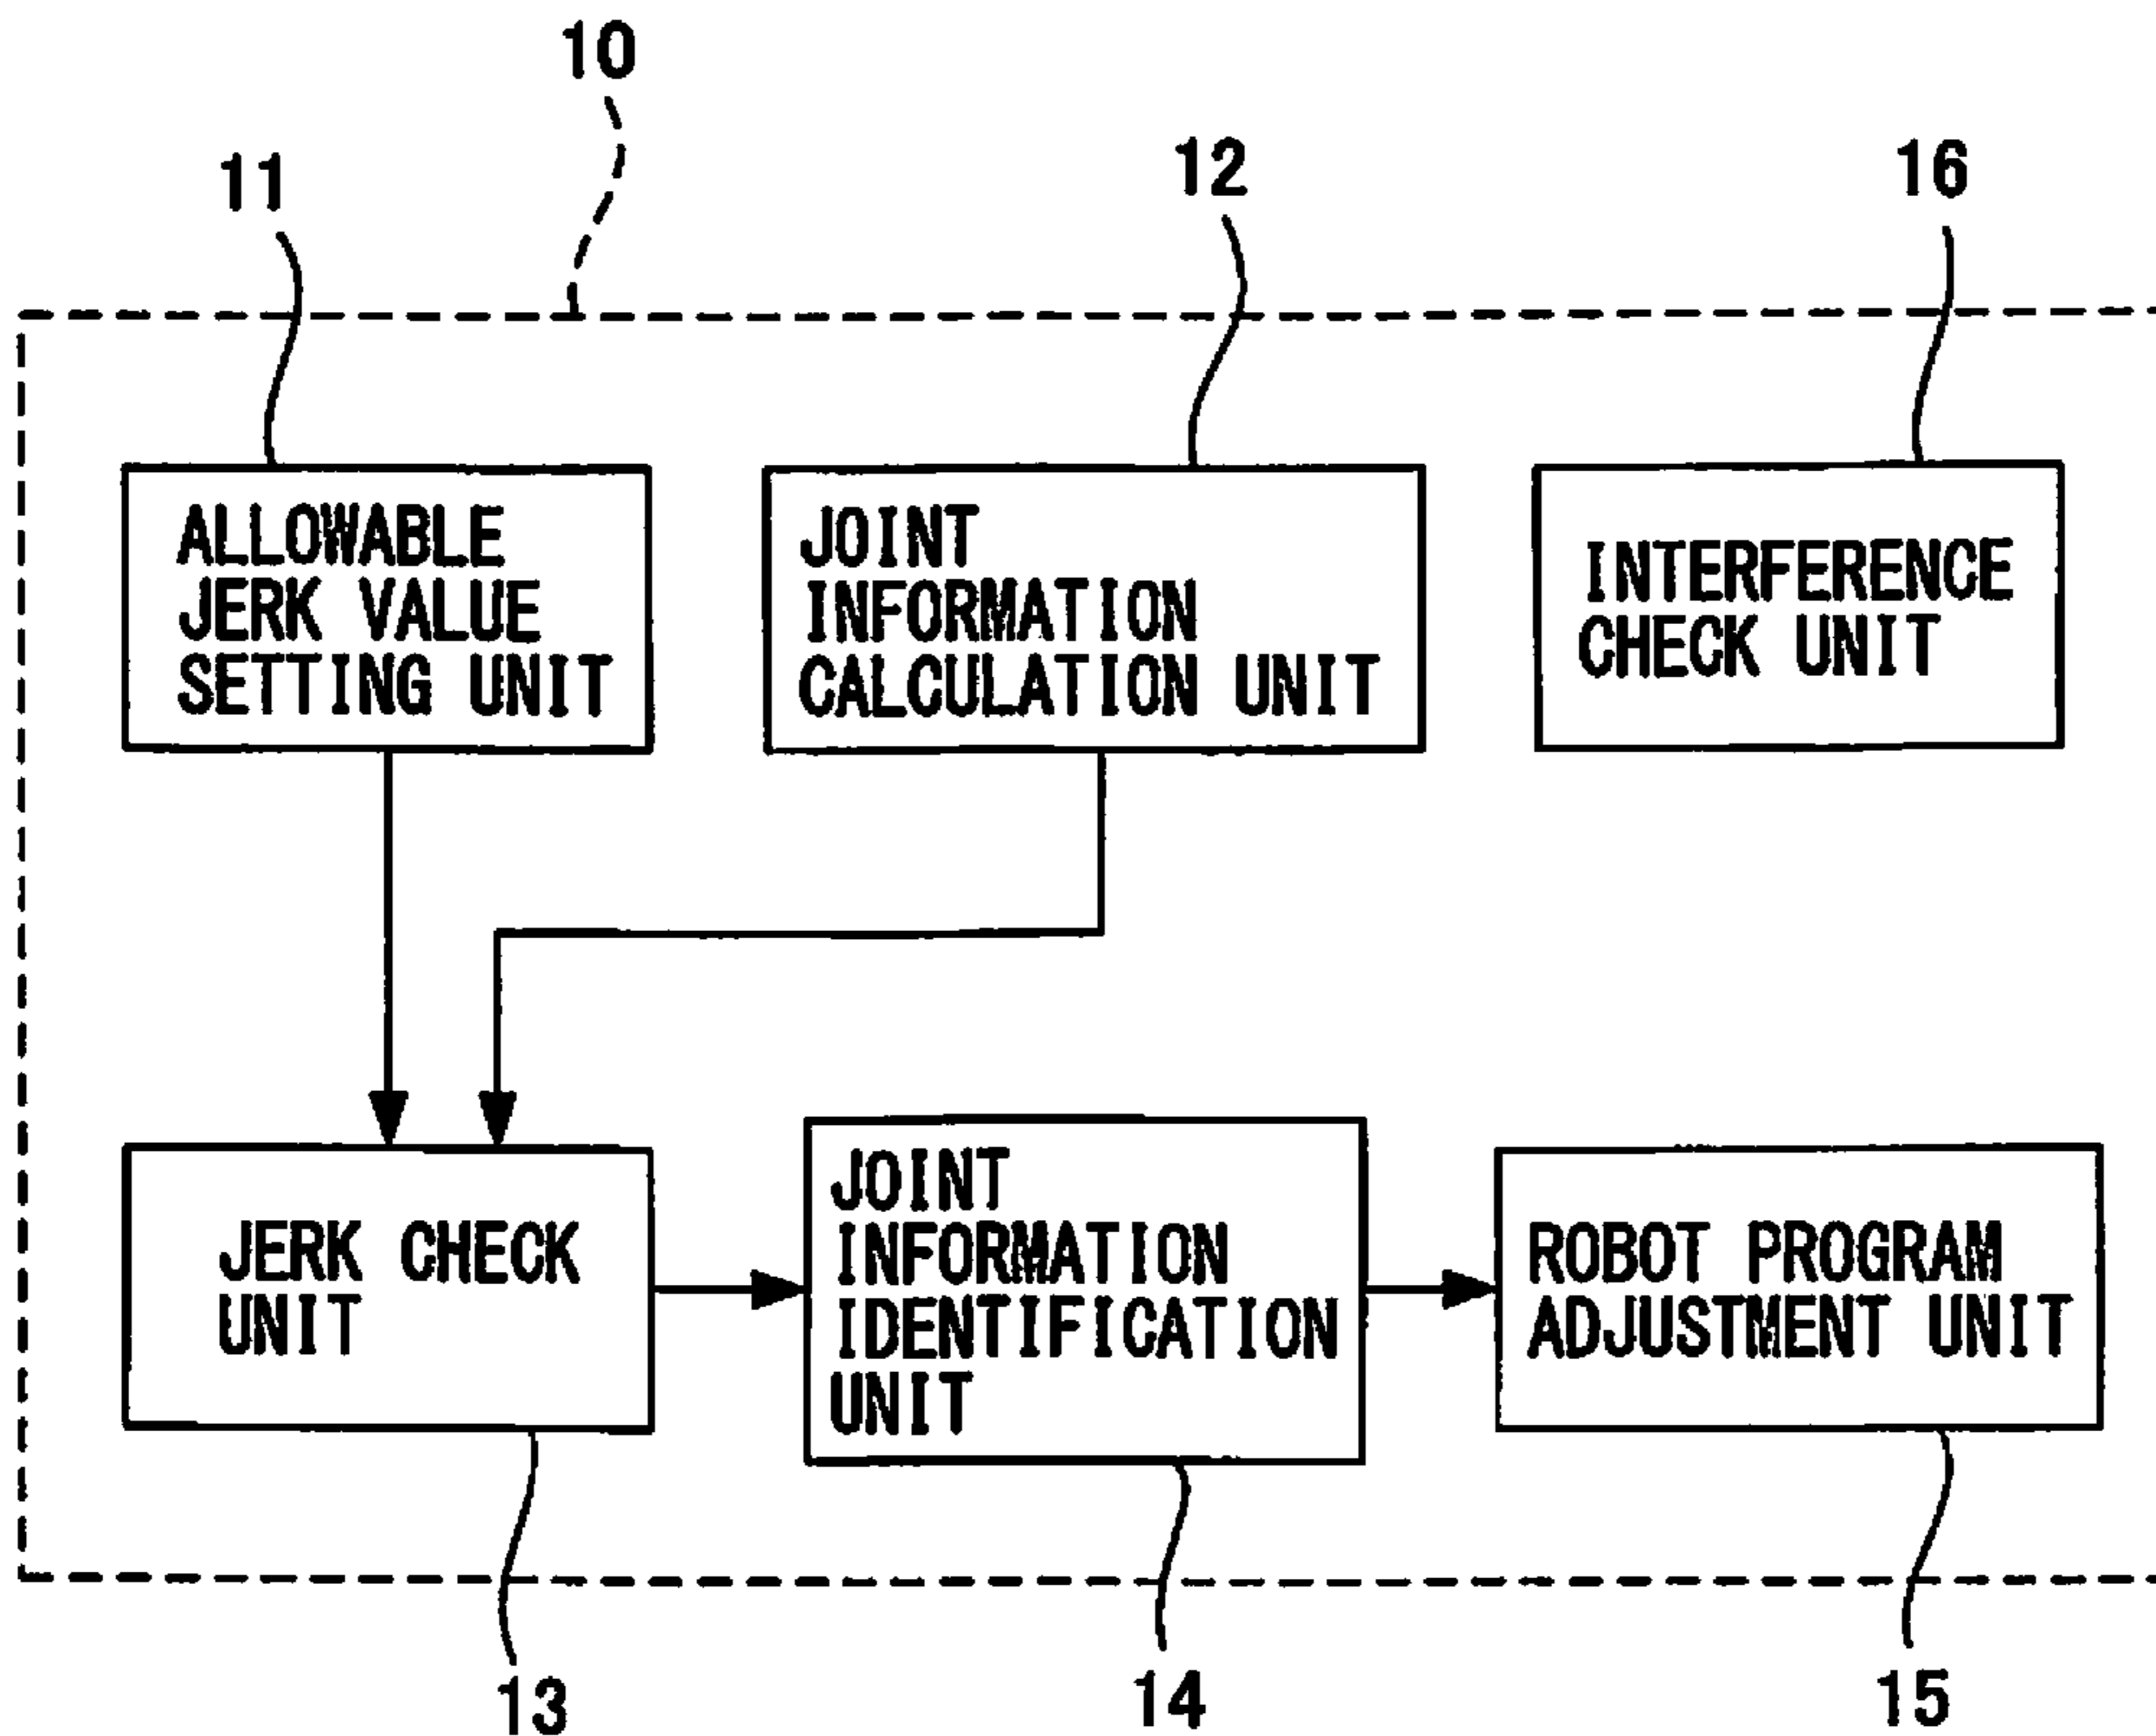 10
11
12
16
ALLOWABLE
JERK VALUE
SETTING UNIT
JOINT
INFORMATION
CALCULATION UNIT
INTERFERENCE
CHECK UNIT
JERK CHECK
UNIT
JOINT
INFORMATION
IDENTIFICATION
UNIT
ROBOT PROGRAM
ADJUSTMENT UNIT
13
14
15